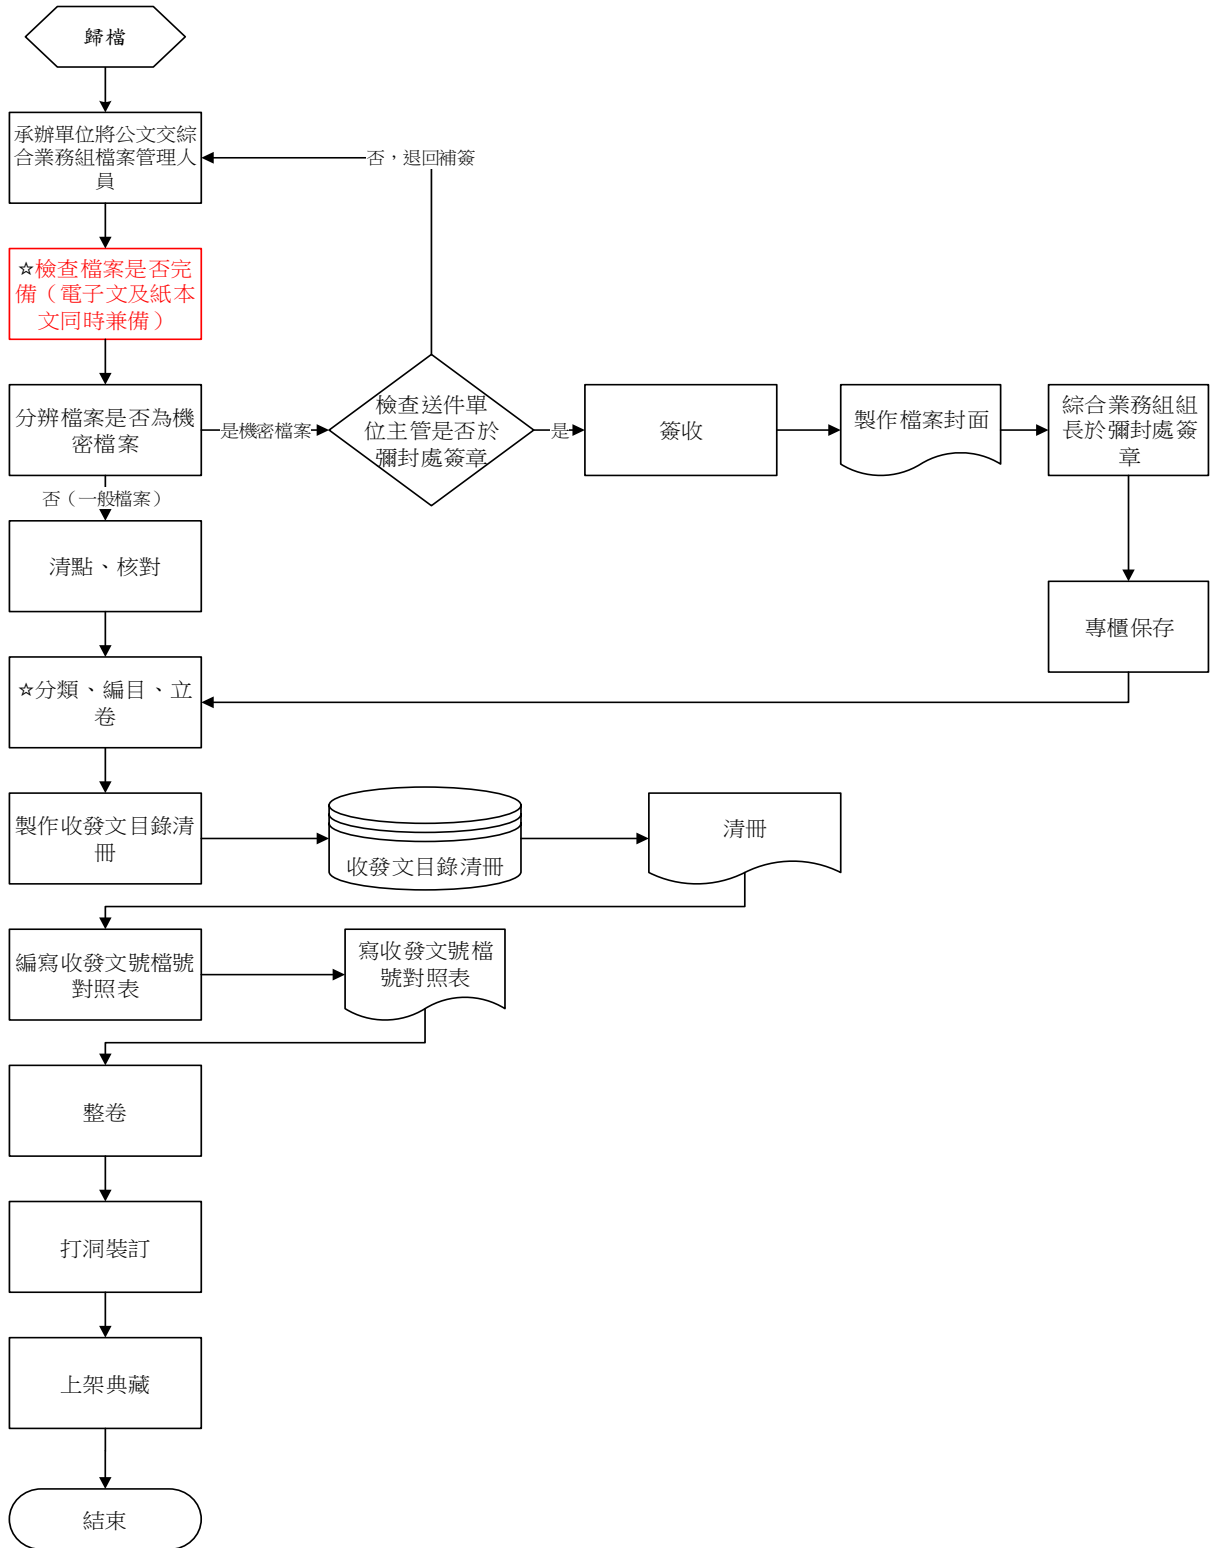 歸檔
承辦單位將公文交綜
合業務組檔案管理人
員
否，退回補簽
☆檢查檔案是否完
備（電子文及紙本
文同時兼備）
分辨檔案是否為機
密檔案
是機密檔案
檢查送件單
位主管是否於
彌封處簽章
是
簽收
製作檔案封面
綜合業務組組
長於彌封處簽
章
否（一般檔案）
清點、核對
專櫃保存
☆分類、編目、立
卷
製作收發文目錄清
冊
收發文目錄清冊
清冊
編寫收發文號檔號
對照表
寫收發文號檔
號對照表
整卷
打洞裝訂
上架典藏
結束